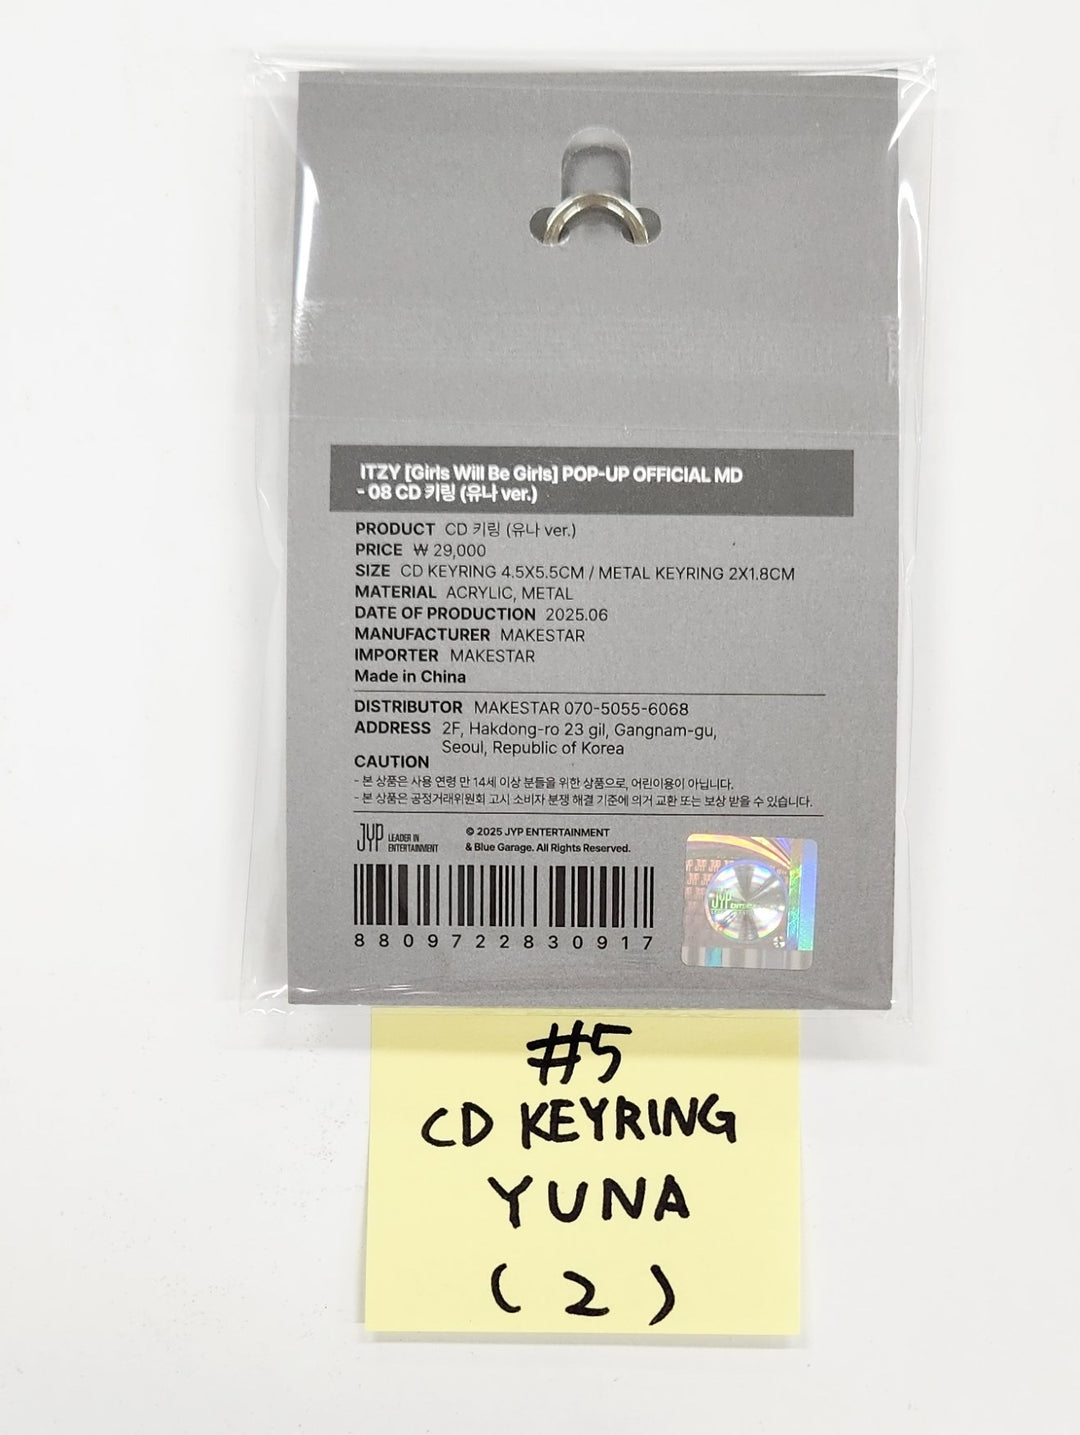 ITZY [Girls Will Be Girls] POP-UP OFFICIAL MD
- 08 CD 키링 (유나 ver.)
PRODUCT CD 키링 (유나 ver.)
PRICE ₩ 29,000
SIZE CD KEYRING 4.5X5.5CM / METAL KEYRING 2X1.8CM
MATERIAL ACRYLIC, METAL
DATE OF PRODUCTION 2025.06
MANUFACTURER MAKESTAR
IMPORTER MAKESTAR
Made in China
DISTRIBUTOR MAKESTAR 070-5055-6068
ADDRESS 2F, Hakdong-ro 23 gil, Gangnam-gu,
Seoul, Republic of Korea
CAUTION
- 본 상품은 사용 연령 만 14세 이상 분들을 위한 상품으로, 어린이용이 아닙니다.
- 본 상품은 공정거래위원회 고시 소비자 분쟁 해결 기준에 의거 교환 또는 보상 받을 수 있습니다.
JYP LEADER IN
ENTERTAINMENT
© 2025 JYP ENTERTAINMENT
& Blue Garage. All Rights Reserved.
8809722830917
JYP
#5
CD KEYRING
YUNA
(2)